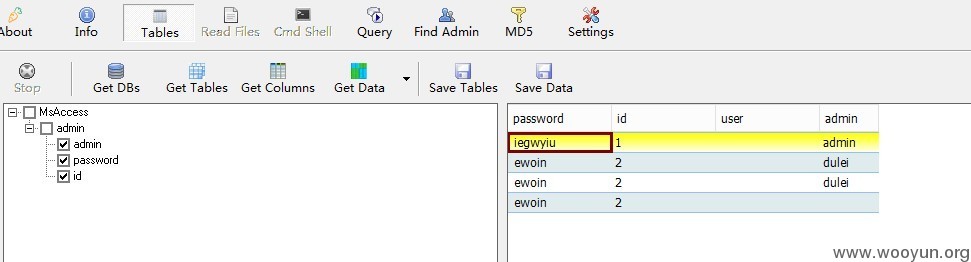 About Info Tables Read Files Cmd Shell Query Find Admin MD5 Settings
Stop Get DBs Get Tables Get Columns Get Data Save Tables Save Data
MsAccess
admin
admin
password
id
password id user admin
iegwyiu 1 admin
ewoin 2 dulei
ewoin 2 dulei
ewoin 2
www.wooyun.org